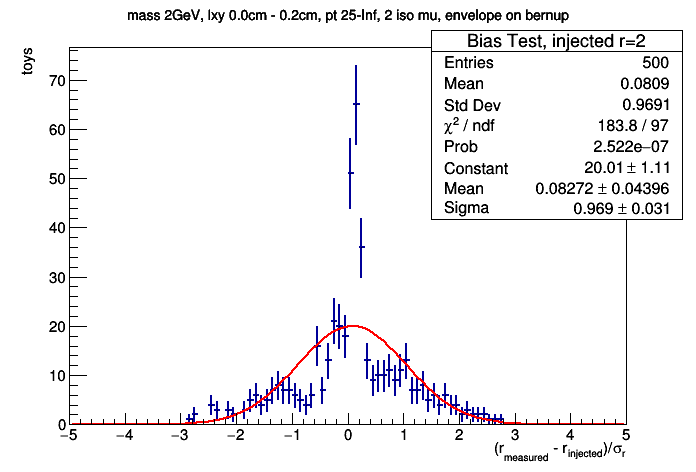 mass 2GeV, lxy 0.0cm - 0.2cm, pt 25-Inf, 2 iso mu, envelope on bernup
toys
Bias Test, injected r=2
Entries 500
Mean 0.0809
Std Dev 0.9691
χ² / ndf 183.8 / 97
Prob 2.522e−07
Constant 20.01 ± 1.11
Mean 0.08272 ± 0.04396
Sigma 0.969 ± 0.031
70
60
50
40
30
20
10
0
−5 −4 −3 −2 −1 0 1 2 3 4 5
(r_measured - r_injected)/σ_r